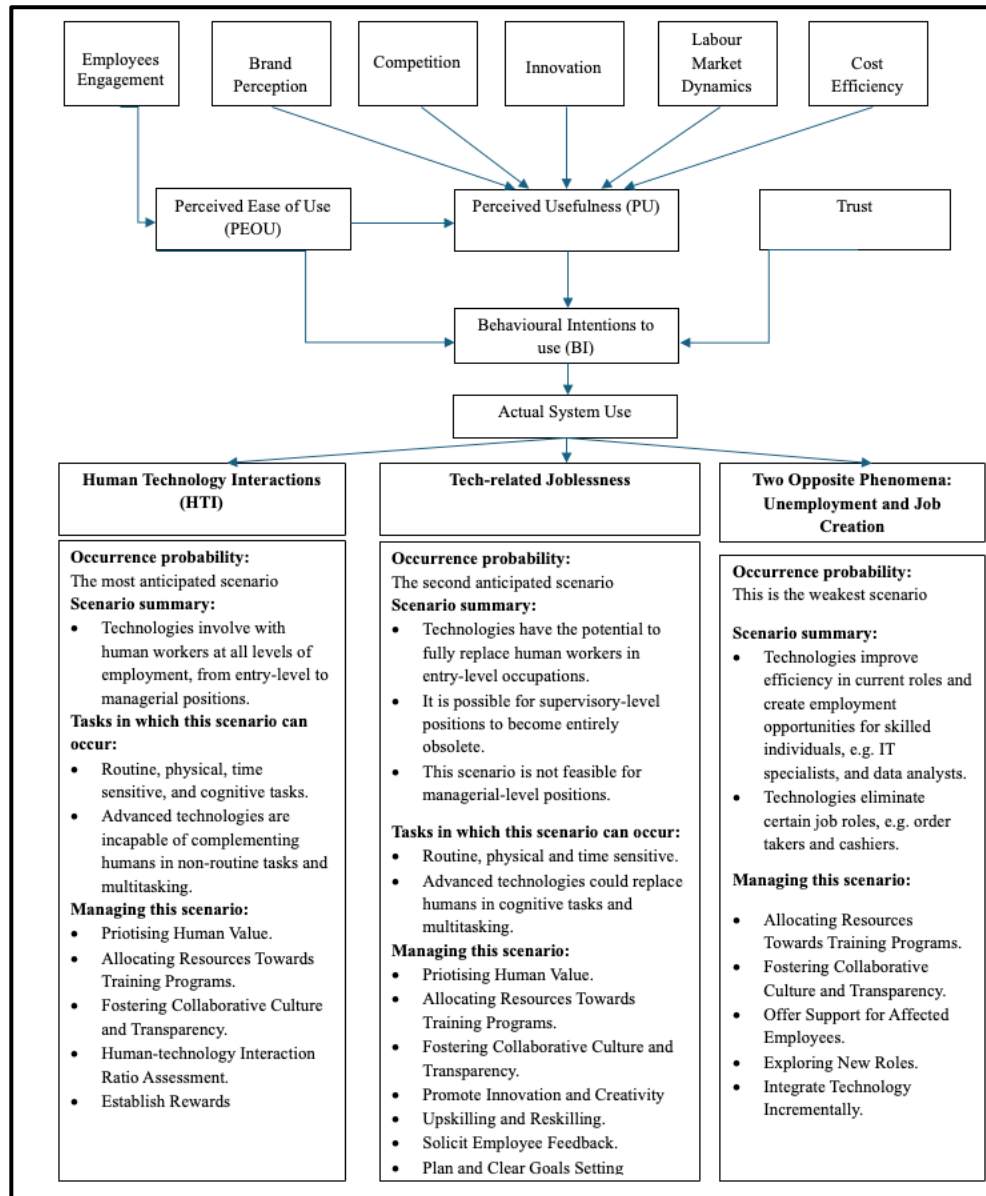 Employees
Engagement
Brand
Perception
Competition
Innovation
Labour
Market
Dynamics
Cost
Efficiency
Perceived Ease of Use
(PEOU)
Perceived Usefulness (PU)
Trust
Behavioural Intentions to
use (BI)
Actual System Use
Human Technology Interactions
(HTI)
Occurrence probability:
The most anticipated scenario
Scenario summary:
• Technologies involve with
human workers at all levels of
employment, from entry-level to
managerial positions.
Tasks in which this scenario can
occur:
• Routine, physical, time
sensitive, and cognitive tasks.
• Advanced technologies are
incapable of complementing
humans in non-routine tasks and
multitasking.
Managing this scenario:
• Priotising Human Value.
• Allocating Resources Towards
Training Programs.
• Fostering Collaborative Culture
and Transparency.
• Human-technology Interaction
Ratio Assessment.
• Establish Rewards
Tech-related Joblessness
Occurrence probability:
The second anticipated scenario
Scenario summary:
• Technologies have the potential to
fully replace human workers in
entry-level occupations.
• It is possible for supervisory-level
positions to become entirely
obsolete.
• This scenario is not feasible for
managerial-level positions.
Tasks in which this scenario can occur:
• Routine, physical and time sensitive.
• Advanced technologies could replace
humans in cognitive tasks and
multitasking.
Managing this scenario:
• Priotising Human Value.
• Allocating Resources Towards
Training Programs.
• Fostering Collaborative Culture and
Transparency.
• Promote Innovation and Creativity
• Upskilling and Reskilling.
• Solicit Employee Feedback.
• Plan and Clear Goals Setting
Two Opposite Phenomena:
Unemployment and Job
Creation
Occurrence probability:
This is the weakest scenario
Scenario summary:
• Technologies improve
efficiency in current roles and
create employment
opportunities for skilled
individuals, e.g. IT
specialists, and data analysts.
• Technologies eliminate
certain job roles, e.g. order
takers and cashiers.
Managing this scenario:
• Allocating Resources
Towards Training Programs.
• Fostering Collaborative
Culture and Transparency.
• Offer Support for Affected
Employees.
• Exploring New Roles.
• Integrate Technology
Incrementally.